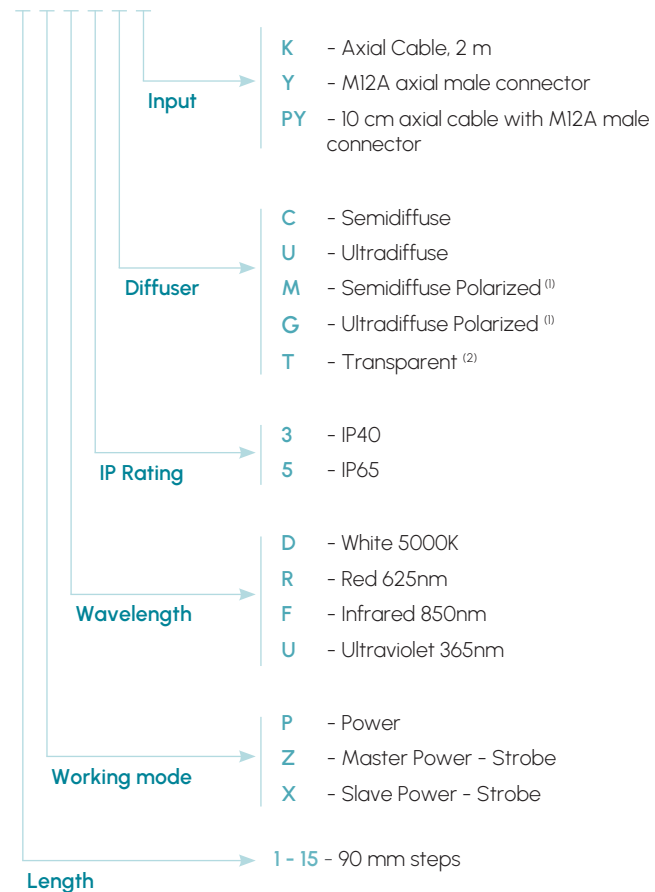 K - Axial Cable, 2 m
Y - M12A axial male connector
Input
PY - 10 cm axial cable with M12A male
connector
C - Semidiffuse
U - Ultradiffuse
Diffuser
M - Semidiffuse Polarized (1)
G - Ultradiffuse Polarized (1)
T - Transparent (2)
3 - IP40
IP Rating
5 - IP65
D - White 5000K
R - Red 625nm
Wavelength
F - Infrared 850nm
U - Ultraviolet 365nm
P - Power
Z - Master Power - Strobe
Working mode
X - Slave Power - Strobe
1 - 15 - 90 mm steps
Length